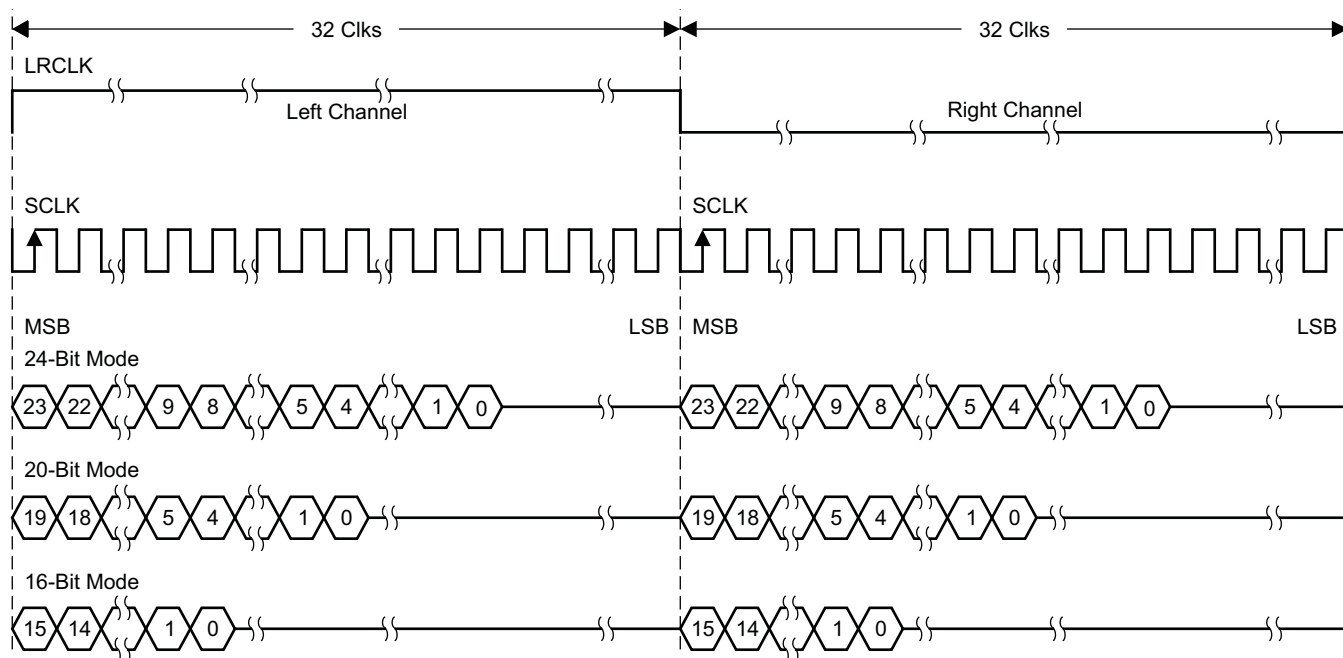 32 Clks 32 Clks
LRCLK
Left Channel Right Channel
SCLK SCLK
MSB LSB MSB LSB
24-Bit Mode
23 22 9 8 5 4 1 0 23 22 9 8 5 4 1 0
20-Bit Mode
19 18 5 4 1 0 19 18 5 4 1 0
16-Bit Mode
15 14 1 0 15 14 1 0